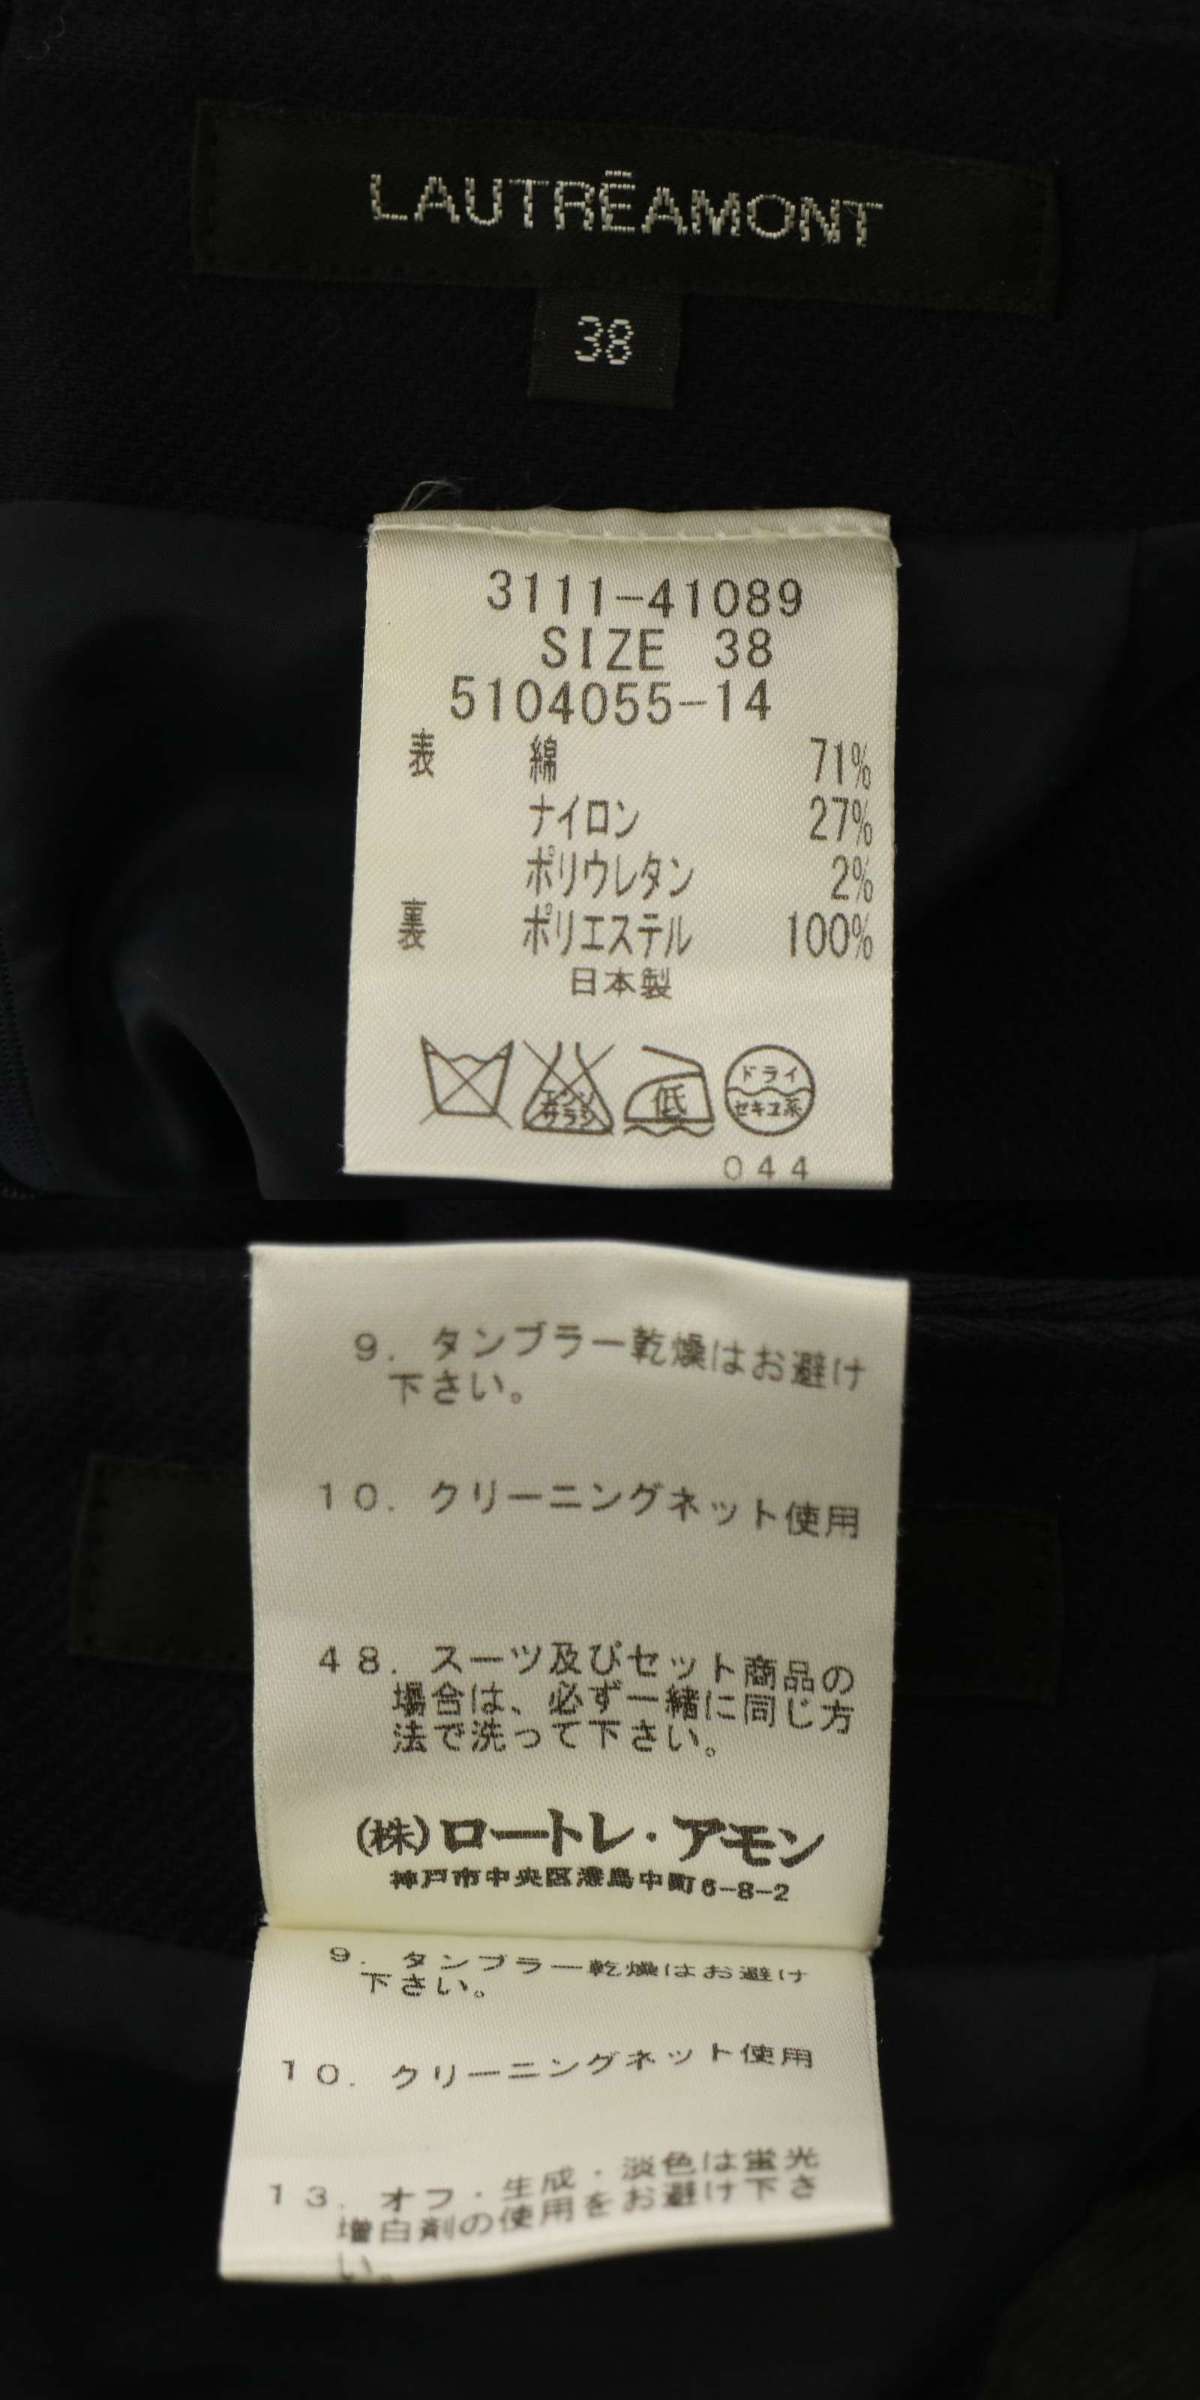 LAUTRÉAMONT
38
3111-41089
SIZE 38
5104055-14
表 綿 71%
ナイロン 27%
ポリウレタン 2%
裏 ポリエステル 100%
日本製
エンソ
サラシ
低
ドライ
セキユ系
044
9. タンブラー乾燥はお避け
下さい。
10. クリーニングネット使用
48. スーツ及びセット商品の
場合は、必ず一緒に同じ方
法で洗って下さい。
(株)ロートレ・アモン
神戸市中央区港島中町6-8-2
9. タンブラー乾燥はお避け
下さい。
10. クリーニングネット使用
13. オフ・生成・淡色は蛍光
増白剤の使用をお避け下さ
い。